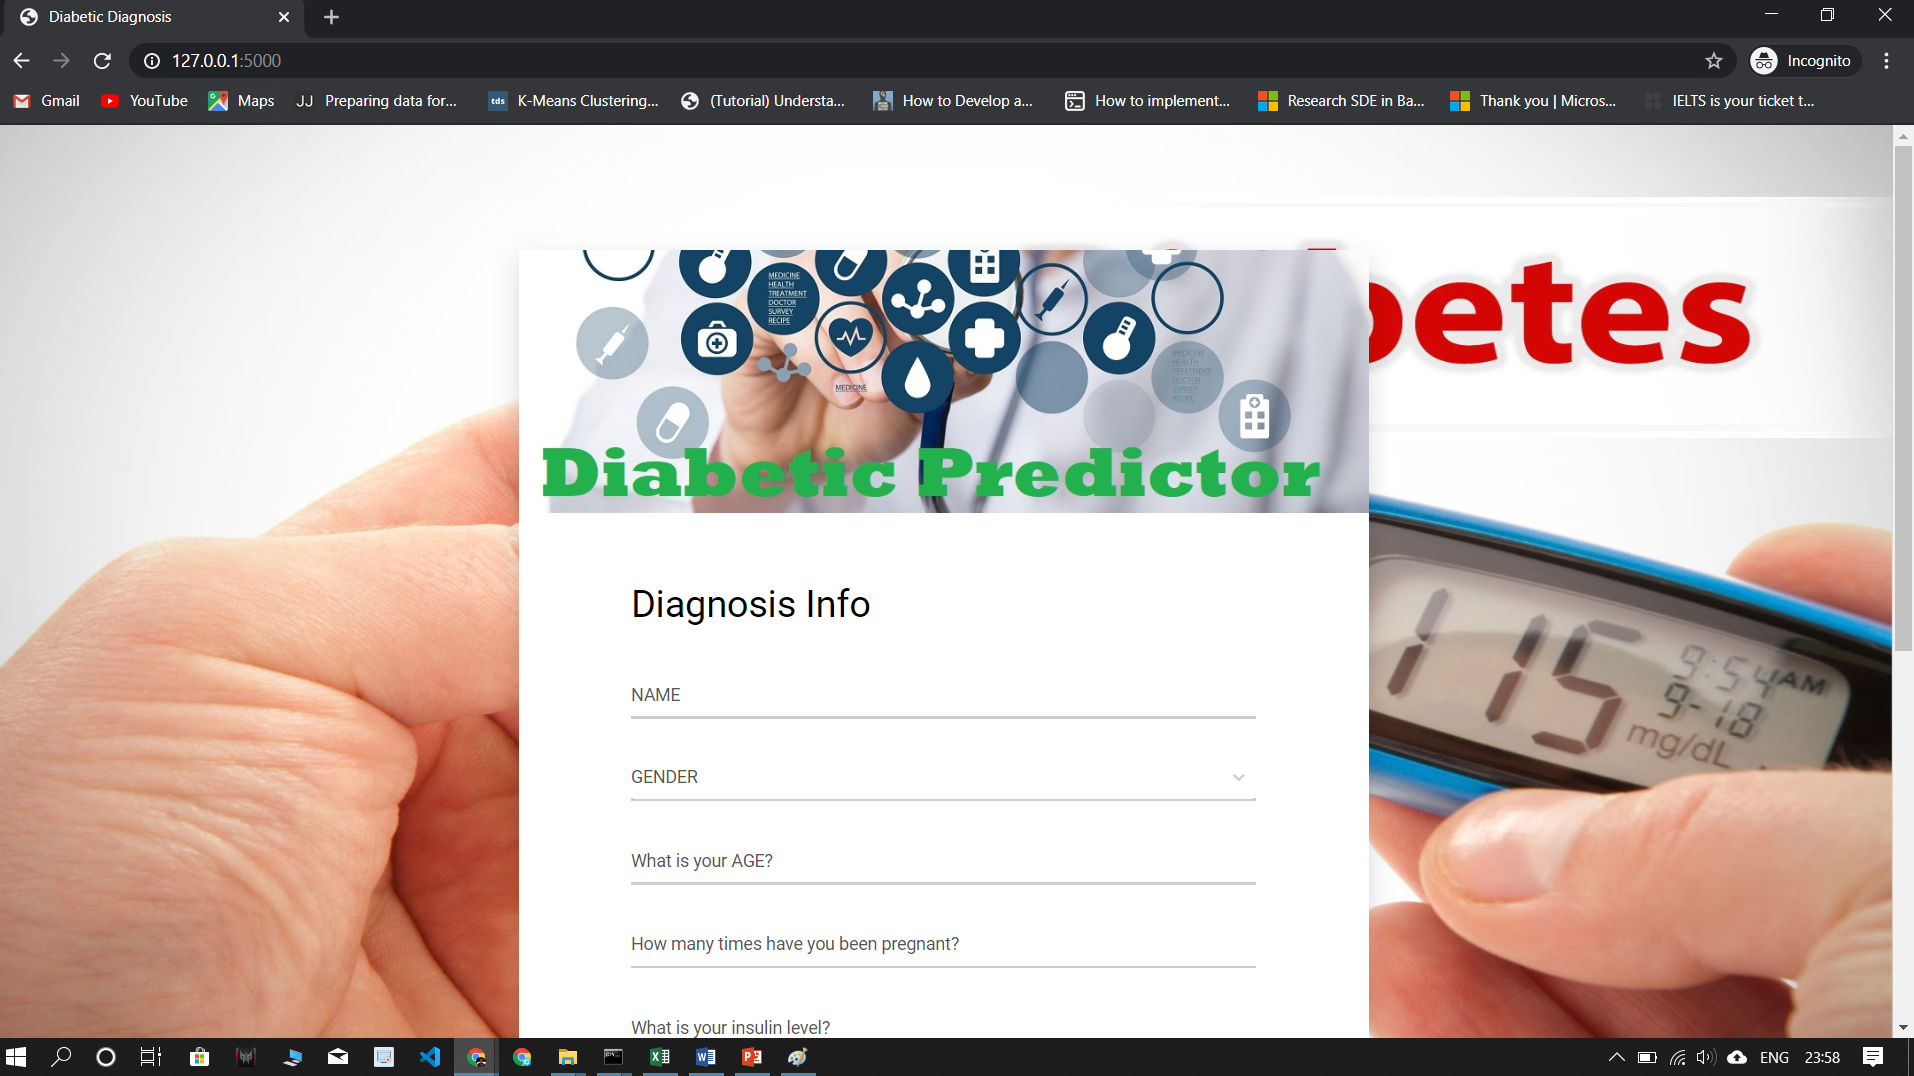 Diabetic Diagnosis
127.0.0.1:5000
Incognito
Gmail
YouTube
Maps
JJ Preparing data for...
tds K-Means Clustering...
(Tutorial) Understa...
How to Develop a...
How to implement...
Research SDE in Ba...
Thank you | Micros...
IELTS is your ticket t...
MEDICINE
HEALTH
TREATMENT
DOCTOR
SURVEY
RECIPE
MEDICINE
MEDICINE
HEALTH
TREATMENT
DOCTOR
SURVEY
RECIPE
betes
Diabetic Predictor
Diagnosis Info
NAME
GENDER
What is your AGE?
How many times have you been pregnant?
What is your insulin level?
115
9:54AM
9-18
mg/dL
ENG
23:58